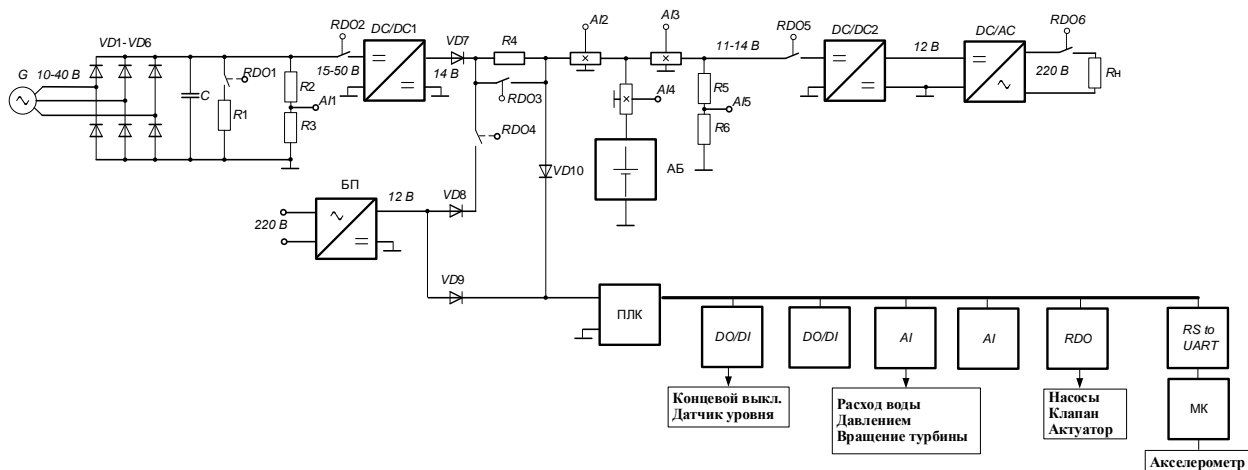 AI2
AI3
RDO2
DC/DC1
VD7
R4
RDO5
DC/DC2
DC/AC
RDO6
VD1-VD6
G
10-40 В
15-50 В
14 В
11-14 В
12 В
220 В
Rн
C
RDO1
R2
R1
AI1
R3
RDO3
RDO4
AI4
R5
AI5
R6
VD10
АБ
БП
12 В
VD8
220 В
VD9
ПЛК
DO/DI
DO/DI
AI
AI
RDO
RS to
UART
Концевой выкл.
Датчик уровня
Расход воды
Давлением
Вращение турбины
Насосы
Клапан
Актуатор
МК
Акселерометр